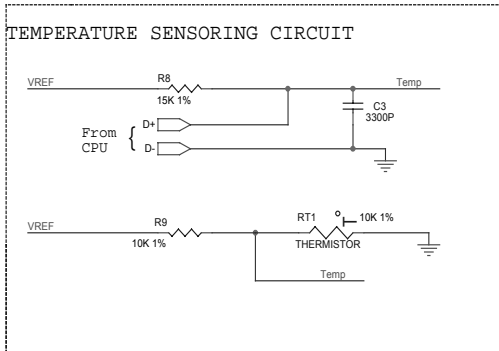 TEMPERATURE SENSORING CIRCUIT
VREF
R8
Temp
15K 1%
C3
3300P
From
CPU
{
D+
D-
VREF
R9
RT1
10K 1%
10K 1%
THERMISTOR
Temp